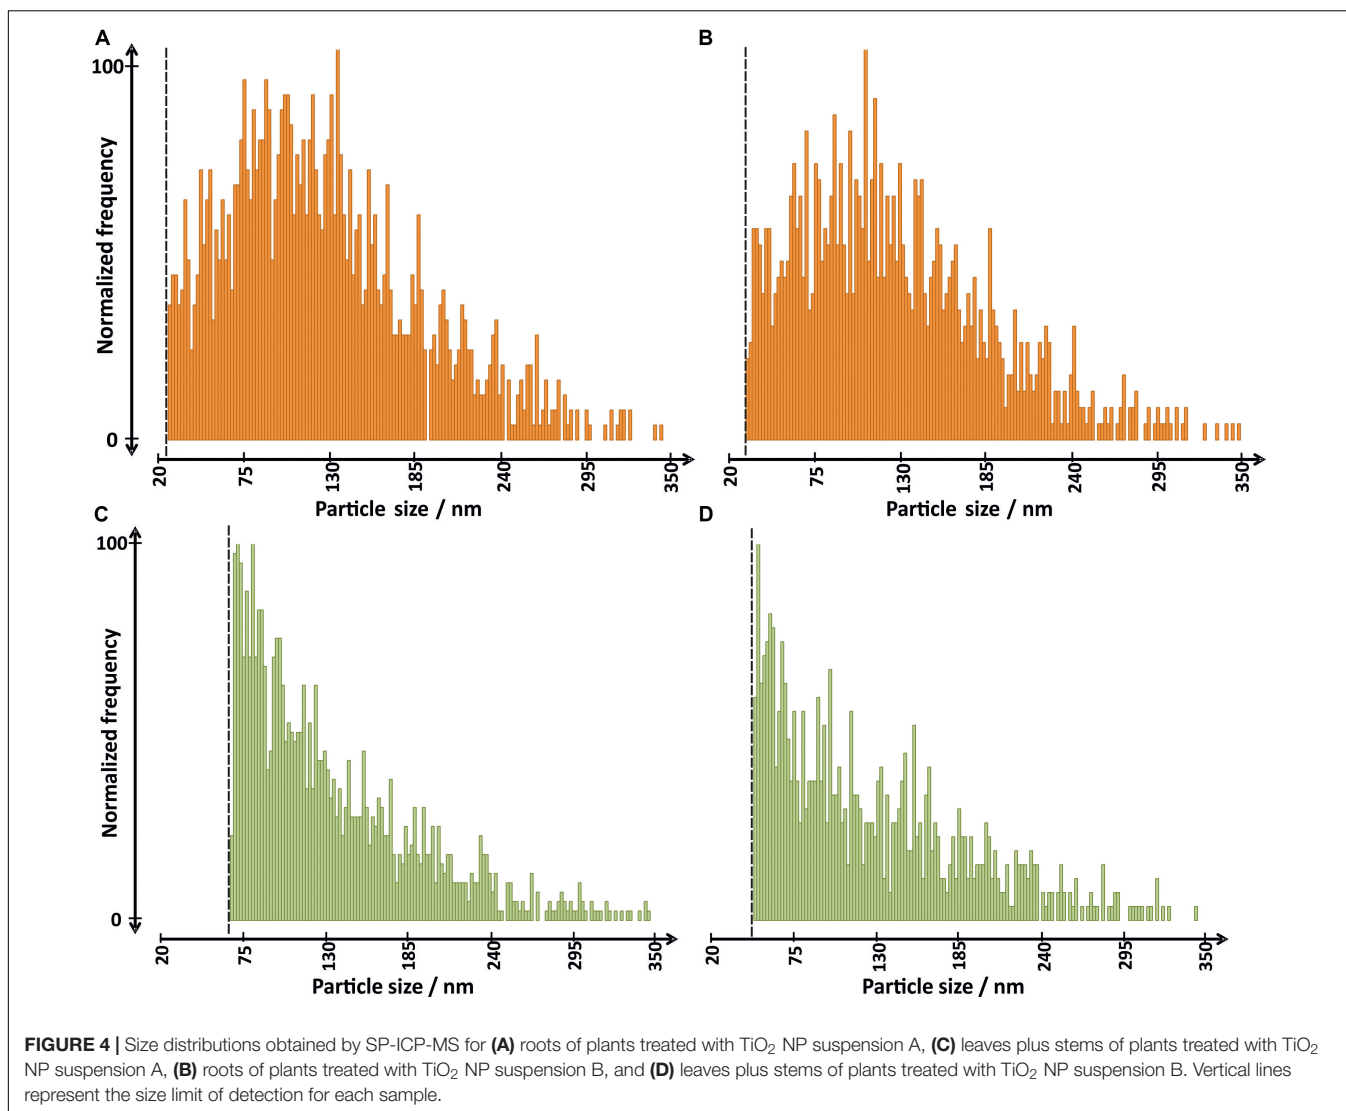 A
100
Normalized frequency
0
20 75 130 185 240 295 350
Particle size / nm
B
20 75 130 185 240 295 350
Particle size / nm
C
100
Normalized frequency
0
20 75 130 185 240 295 350
Particle size / nm
D
20 75 130 185 240 295 350
Particle size / nm
FIGURE 4 | Size distributions obtained by SP-ICP-MS for (A) roots of plants treated with TiO2 NP suspension A, (C) leaves plus stems of plants treated with TiO2
NP suspension A, (B) roots of plants treated with TiO2 NP suspension B, and (D) leaves plus stems of plants treated with TiO2 NP suspension B. Vertical lines
represent the size limit of detection for each sample.